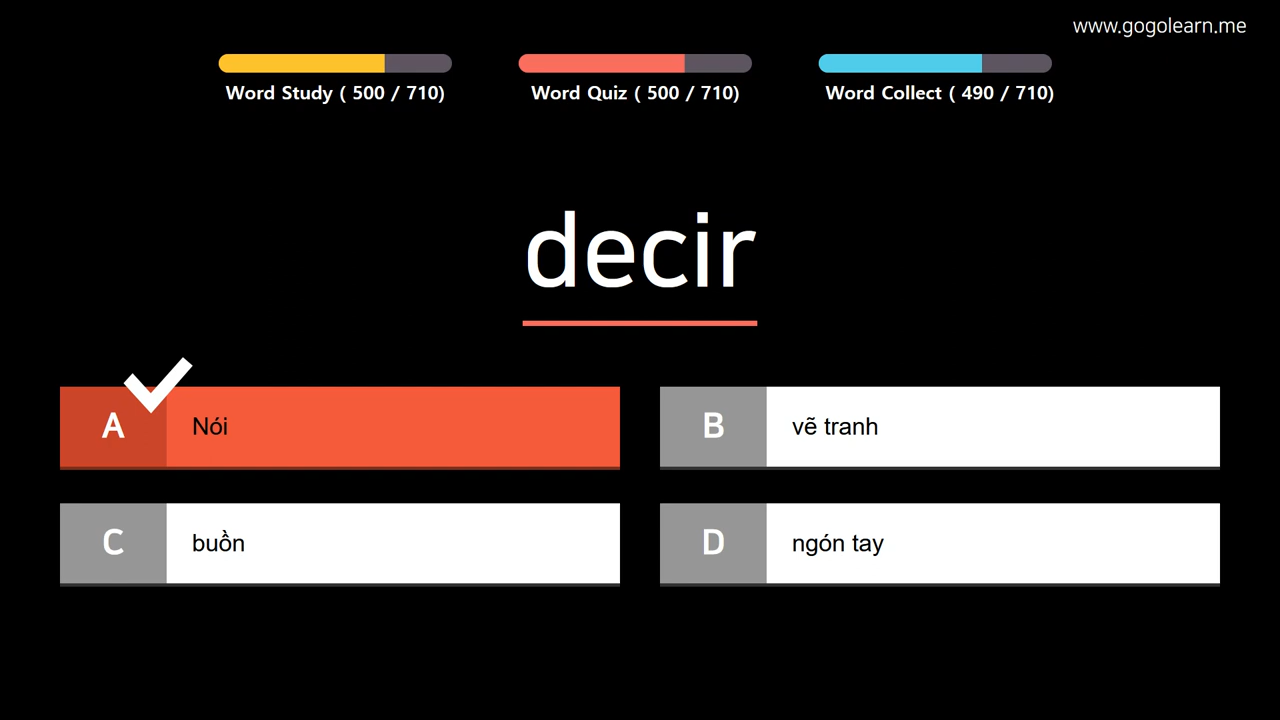 www.gogolearn.me
Word Study ( 500 / 710)
Word Quiz ( 500 / 710)
Word Collect ( 490 / 710)
decir
A Nói
B vẽ tranh
C buồn
D ngón tay